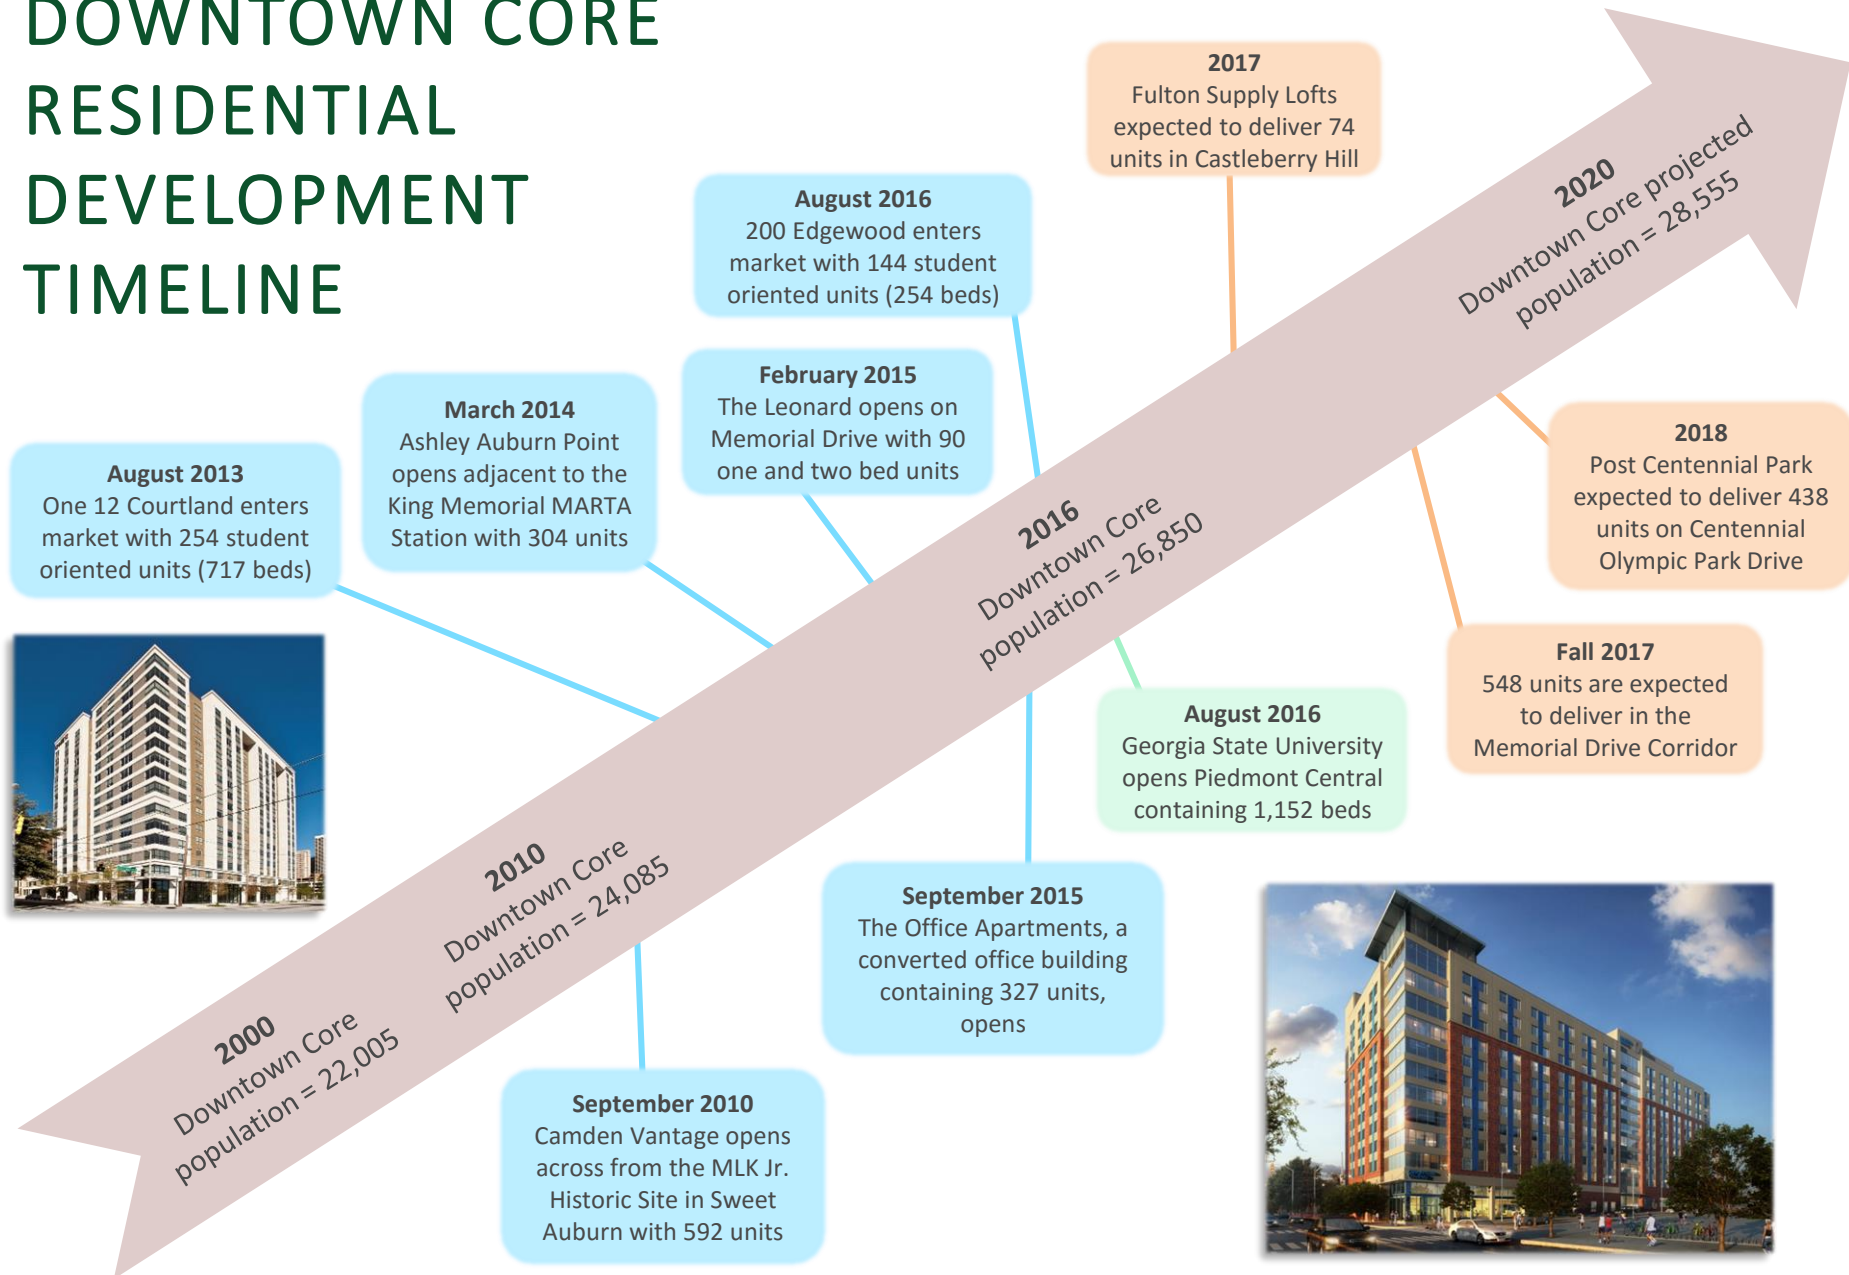 DOWNTOWN CORE
RESIDENTIAL
DEVELOPMENT
TIMELINE
2017
Fulton Supply Lofts
expected to deliver 74
units in Castleberry Hill
August 2016
200 Edgewood enters
market with 144 student
oriented units (254 beds)
2020
Downtown Core projected
population = 28,555
February 2015
The Leonard opens on
Memorial Drive with 90
one and two bed units
March 2014
Ashley Auburn Point
opens adjacent to the
King Memorial MARTA
Station with 304 units
August 2013
One 12 Courtland enters
market with 254 student
oriented units (717 beds)
2018
Post Centennial Park
expected to deliver 438
units on Centennial
Olympic Park Drive
2016
Downtown Core
population = 26,850
Fall 2017
548 units are expected
to deliver in the
Memorial Drive Corridor
August 2016
Georgia State University
opens Piedmont Central
containing 1,152 beds
2010
Downtown Core
population = 24,085
September 2015
The Office Apartments, a
converted office building
containing 327 units,
opens
2000
Downtown Core
population = 22,005
September 2010
Camden Vantage opens
across from the MLK Jr.
Historic Site in Sweet
Auburn with 592 units